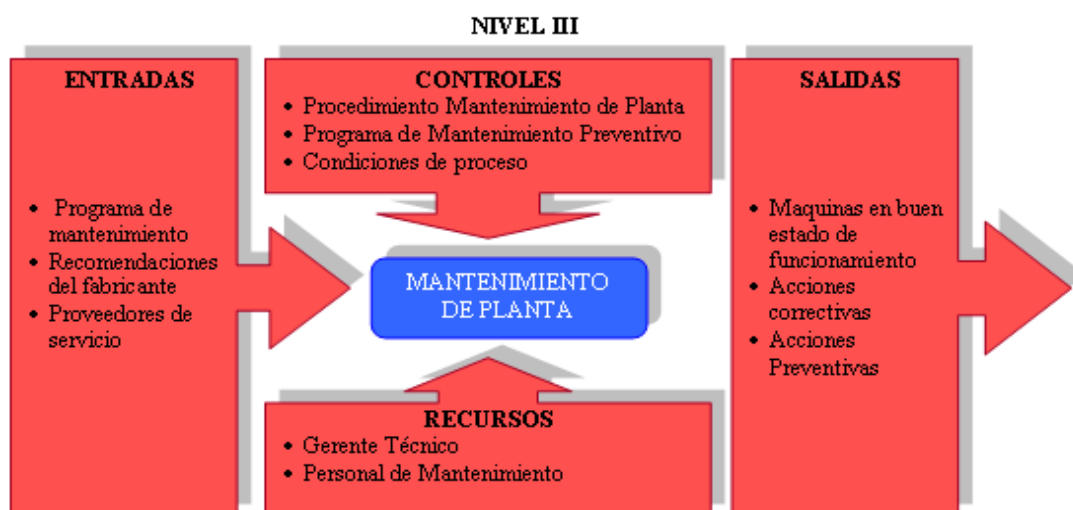 NIVEL III
ENTRADAS
• Programa de
mantenimiento
• Recomendaciones
del fabricante
• Proveedores de
servicio
CONTROLES
• Procedimiento Mantenimiento de Planta
• Programa de Mantenimiento Preventivo
• Condiciones de proceso
MANTENIMIENTO
DE PLANTA
RECURSOS
• Gerente Técnico
• Personal de Mantenimiento
SALIDAS
• Maquinas en buen
estado de
funcionamiento
• Acciones
correctivas
• Acciones
Preventivas